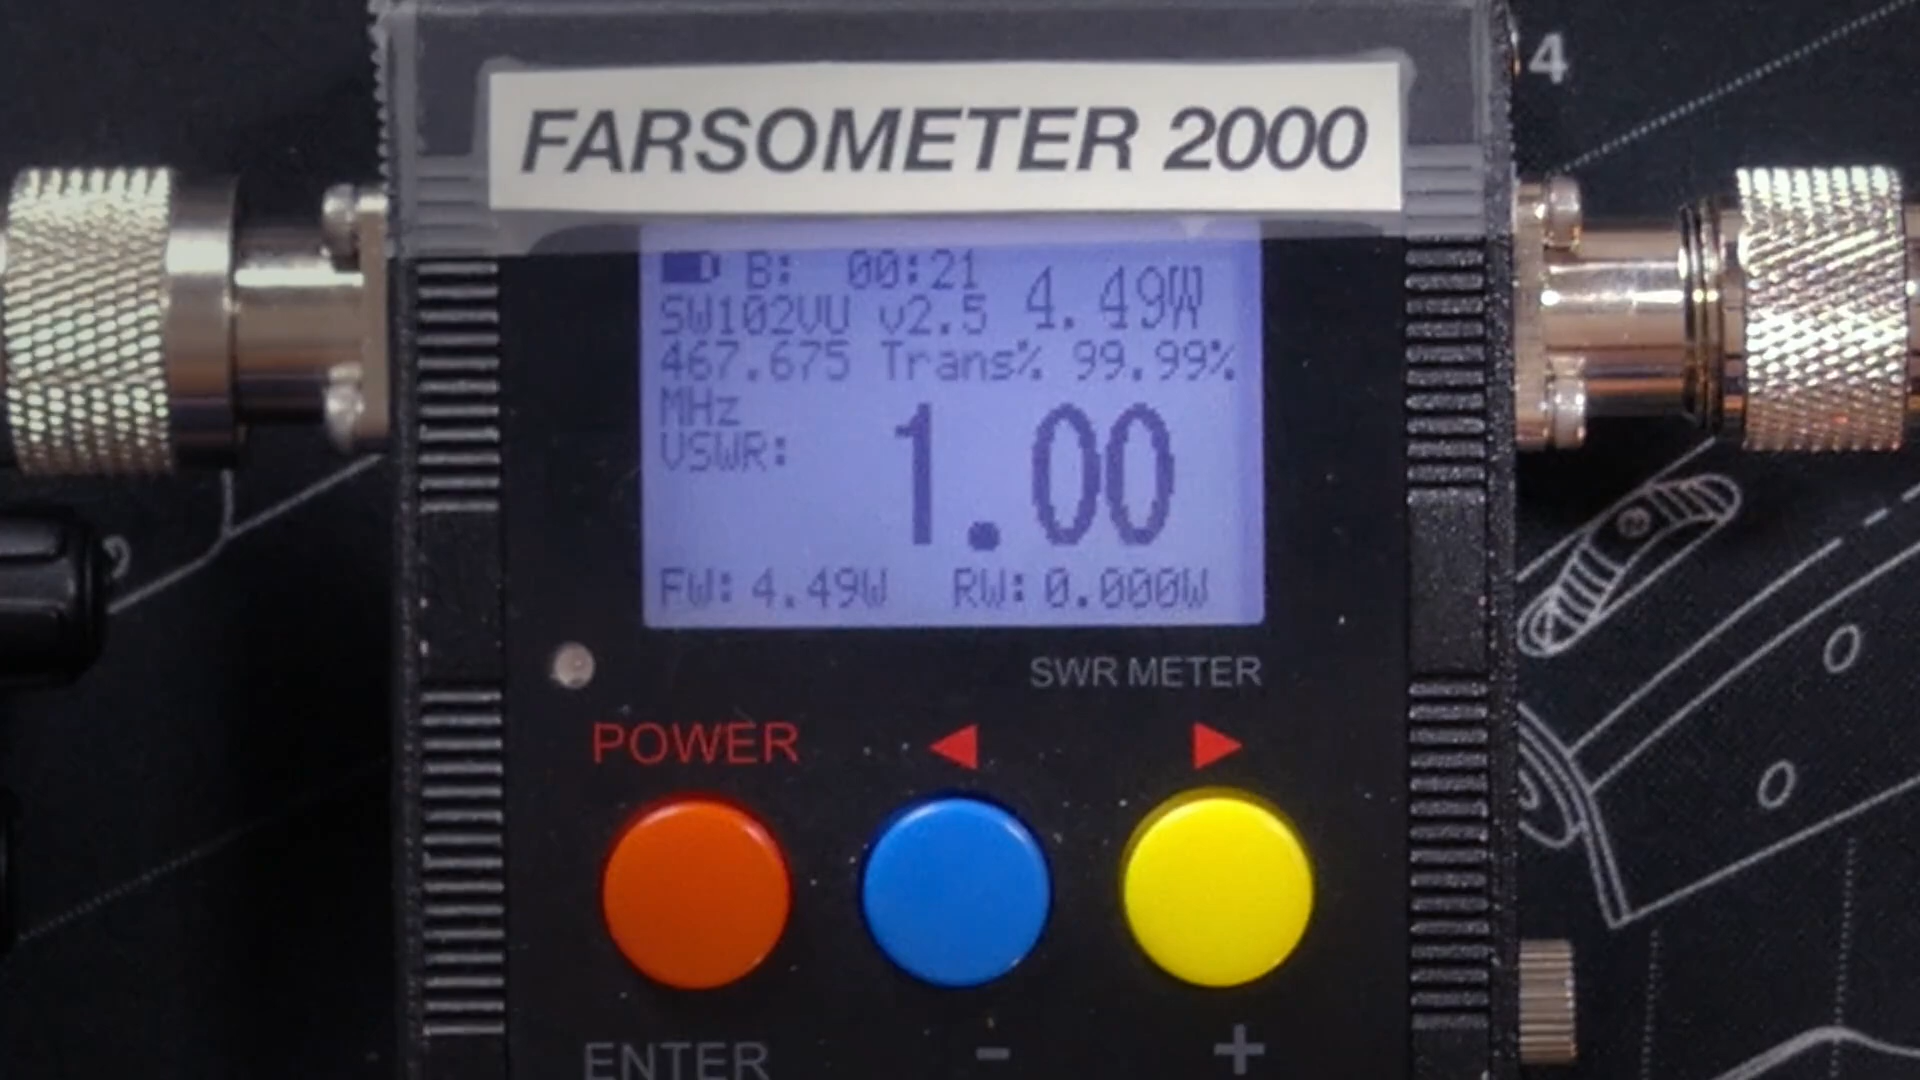 4
FARSOMETER 2000
B: 00:21
4.49W
SW102VU v2.5
467.675 Trans% 99.99%
MHz
VSWR: 1.00
FW: 4.49W RW: 0.000W
SWR METER
POWER ◀ ▶
ENTER - +